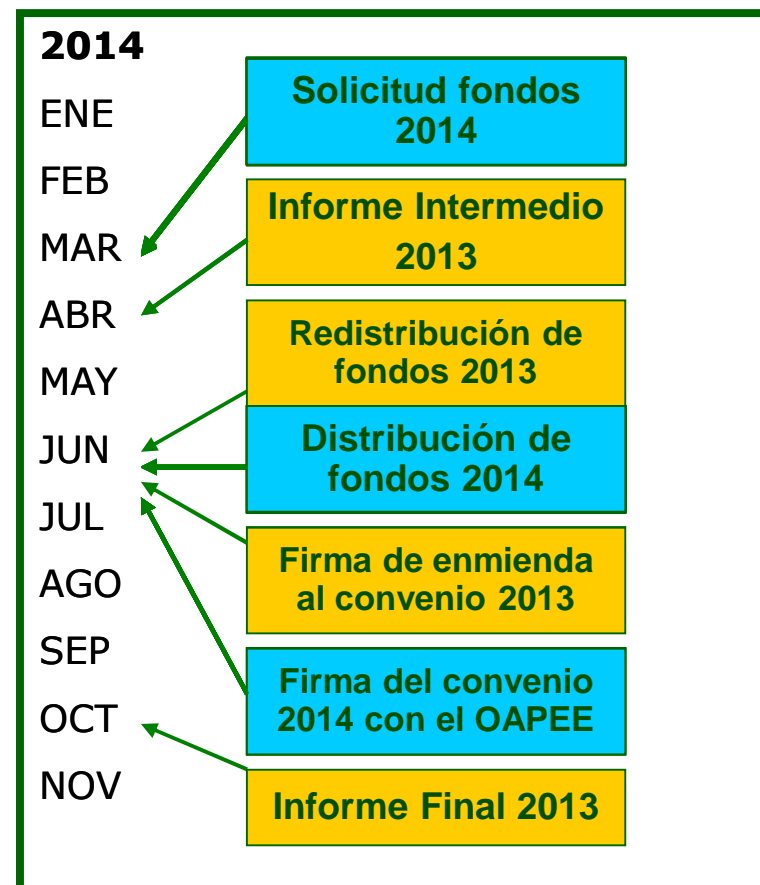 2014
ENE
FEB
MAR
ABR
MAY
JUN
JUL
AGO
SEP
OCT
NOV
Solicitud fondos
2014
Informe Intermedio
2013
Redistribución de
fondos 2013
Distribución de
fondos 2014
Firma de enmienda
al convenio 2013
Firma del convenio
2014 con el OAPEE
Informe Final 2013